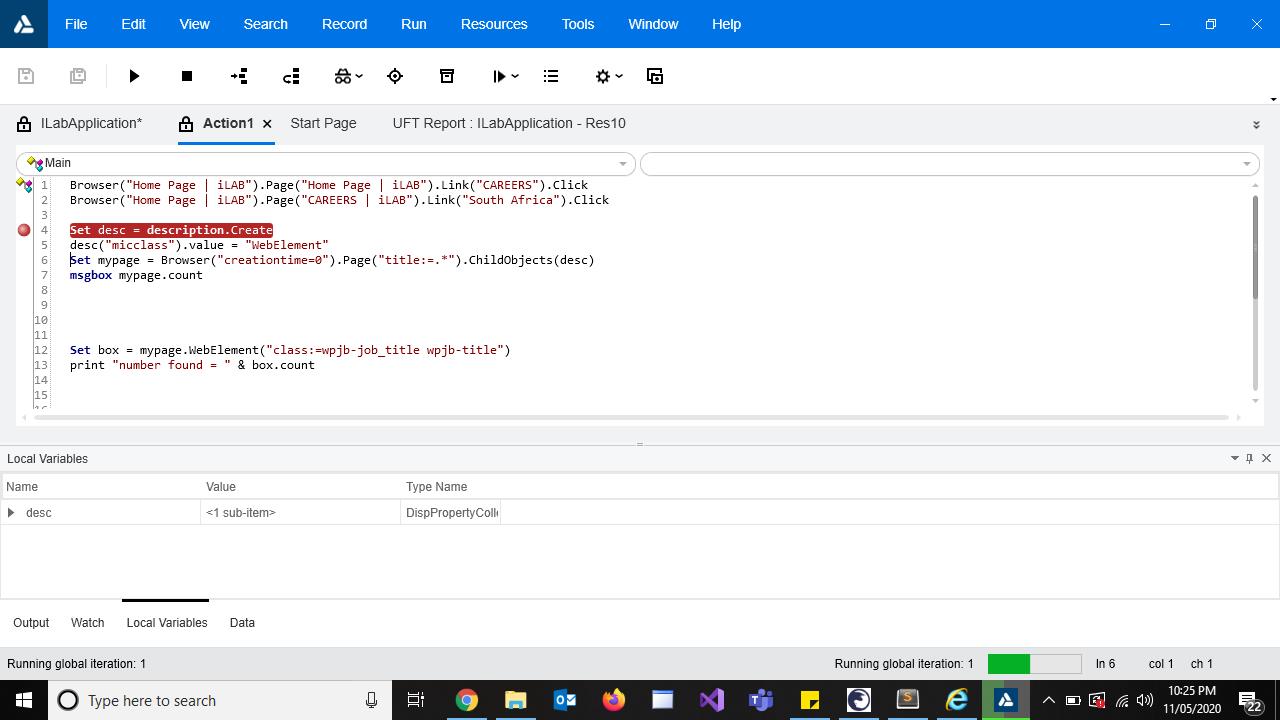 File Edit View Search Record Run Resources Tools Window Help
ILabApplication* Action1 Start Page UFT Report : ILabApplication - Res10
Main
1 Browser("Home Page | iLAB").Page("Home Page | iLAB").Link("CAREERS").Click
2 Browser("Home Page | iLAB").Page("CAREERS | iLAB").Link("South Africa").Click
3
4 Set desc = description.Create
5 desc("micclass").value = "WebElement"
6 Set mypage = Browser("creationtime=0").Page("title:=.*").ChildObjects(desc)
7 msgbox mypage.count
8
9
10
11
12 Set box = mypage.WebElement("class:=wpjb-job_title wpjb-title")
13 print "number found = " & box.count
14
15
16
Local Variables
Name Value Type Name
desc <1 sub-item> DispPropertyColle
Output Watch Local Variables Data
Running global iteration: 1 Running global iteration: 1 ln 6 col 1 ch 1
Type here to search
10:25 PM
11/05/2020
22